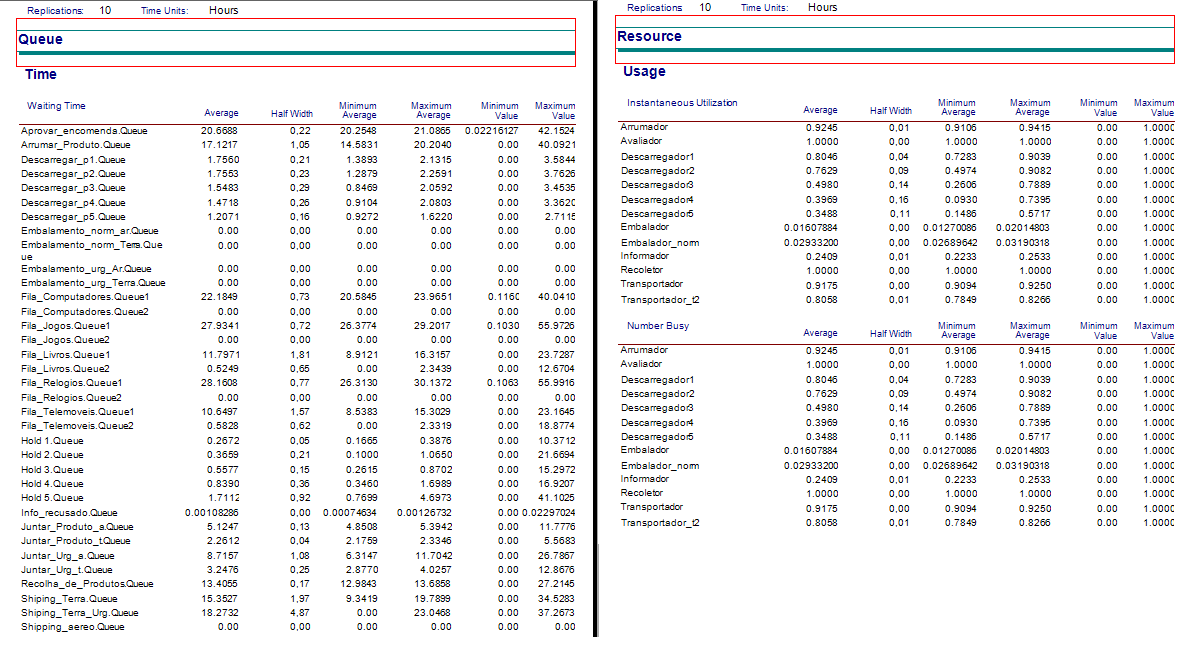 Replications: 10 Time Units: Hours
Queue
Time
Waiting Time Average Half Width Minimum Average Maximum Average Minimum Value Maximum Value
Aprovar_encomenda.Queue 20.6688 0,22 20.2548 21.0865 0.02216127 42.1524
Arrumar_Produto.Queue 17.1217 1,05 14.5831 20.2040 0.00 40.0921
Descarregar_p1.Queue 1.7560 0,21 1.3893 2.1315 0.00 3.5844
Descarregar_p2.Queue 1.7553 0,23 1.2879 2.2591 0.00 3.7626
Descarregar_p3.Queue 1.5483 0,29 0.8469 2.0592 0.00 3.4535
Descarregar_p4.Queue 1.4718 0,26 0.9104 2.0803 0.00 3.3620
Descarregar_p5.Queue 1.2071 0,16 0.9272 1.6220 0.00 2.7115
Embalamento_norm_ar.Queue 0.00 0,00 0.00 0.00 0.00 0.00
Embalamento_norm_Terra.Que 0.00 0,00 0.00 0.00 0.00 0.00
ue
Embalamento_urg_Ar.Queue 0.00 0,00 0.00 0.00 0.00 0.00
Embalamento_urg_Terra.Queue 0.00 0,00 0.00 0.00 0.00 0.00
Fila_Computadores.Queue1 22.1849 0,73 20.5845 23.9651 0.1160 40.0410
Fila_Computadores.Queue2 0.00 0,00 0.00 0.00 0.00 0.00
Fila_Jogos.Queue1 27.9341 0,72 26.3774 29.2017 0.1030 55.9726
Fila_Jogos.Queue2 0.00 0,00 0.00 0.00 0.00 0.00
Fila_Livros.Queue1 11.7971 1,81 8.9121 16.3157 0.00 23.7287
Fila_Livros.Queue2 0.5249 0,65 0.00 2.3439 0.00 12.6704
Fila_Relogios.Queue1 28.1608 0,77 26.3130 30.1372 0.1063 55.9916
Fila_Relogios.Queue2 0.00 0,00 0.00 0.00 0.00 0.00
Fila_Telemoveis.Queue1 10.6497 1,57 8.5383 15.3029 0.00 23.1645
Fila_Telemoveis.Queue2 0.5828 0,62 0.00 2.3319 0.00 18.8774
Hold 1.Queue 0.2672 0,05 0.1665 0.3876 0.00 10.3712
Hold 2.Queue 0.3659 0,21 0.1000 1.0650 0.00 21.6694
Hold 3.Queue 0.5577 0,15 0.2615 0.8702 0.00 15.2972
Hold 4.Queue 0.8390 0,36 0.3460 1.6989 0.00 16.9207
Hold 5.Queue 1.7112 0,92 0.7699 4.6973 0.00 41.1025
Info_recusado.Queue 0.00108286 0,00 0.00074634 0.00126732 0.00 0.02297024
Juntar_Produto_a.Queue 5.1247 0,13 4.8508 5.3942 0.00 11.7776
Juntar_Produto_t.Queue 2.2612 0,04 2.1759 2.3346 0.00 5.5683
Juntar_Urg_a.Queue 8.7157 1,08 6.3147 11.7042 0.00 26.7867
Juntar_Urg_t.Queue 3.2476 0,25 2.8770 4.0257 0.00 12.8676
Recolha_de_Produtos.Queue 13.4055 0,17 12.9843 13.6858 0.00 27.2145
Shiping_Terra.Queue 15.3527 1,97 9.3419 19.7899 0.00 34.5283
Shiping_Terra_Urg.Queue 18.2732 4,87 0.00 23.0468 0.00 37.2673
Shipping_aereo.Queue 0.00 0,00 0.00 0.00 0.00 0.00
Replications: 10 Time Units: Hours
Resource
Usage
Instantaneous Utilization Average Half Width Minimum Average Maximum Average Minimum Value Maximum Value
Arrumador 0.9245 0,01 0.9106 0.9415 0.00 1.0000
Avaliador 1.0000 0,00 1.0000 1.0000 0.00 1.0000
Descarregador1 0.8046 0,04 0.7283 0.9039 0.00 1.0000
Descarregador2 0.7629 0,09 0.4974 0.9082 0.00 1.0000
Descarregador3 0.4980 0,14 0.2606 0.7889 0.00 1.0000
Descarregador4 0.3969 0,16 0.0930 0.7395 0.00 1.0000
Descarregador5 0.3488 0,11 0.1486 0.5717 0.00 1.0000
Embalador 0.01607884 0,00 0.01270086 0.02014803 0.00 1.0000
Embalador_norm 0.02933200 0,00 0.02689642 0.03190318 0.00 1.0000
Informador 0.2409 0,01 0.2233 0.2533 0.00 1.0000
Recoletor 1.0000 0,00 1.0000 1.0000 0.00 1.0000
Transportador 0.9175 0,00 0.9094 0.9250 0.00 1.0000
Transportador_t2 0.8058 0,01 0.7849 0.8266 0.00 1.0000
Number Busy Average Half Width Minimum Average Maximum Average Minimum Value Maximum Value
Arrumador 0.9245 0,01 0.9106 0.9415 0.00 1.0000
Avaliador 1.0000 0,00 1.0000 1.0000 0.00 1.0000
Descarregador1 0.8046 0,04 0.7283 0.9039 0.00 1.0000
Descarregador2 0.7629 0,09 0.4974 0.9082 0.00 1.0000
Descarregador3 0.4980 0,14 0.2606 0.7889 0.00 1.0000
Descarregador4 0.3969 0,16 0.0930 0.7395 0.00 1.0000
Descarregador5 0.3488 0,11 0.1486 0.5717 0.00 1.0000
Embalador 0.01607884 0,00 0.01270086 0.02014803 0.00 1.0000
Embalador_norm 0.02933200 0,00 0.02689642 0.03190318 0.00 1.0000
Informador 0.2409 0,01 0.2233 0.2533 0.00 1.0000
Recoletor 1.0000 0,00 1.0000 1.0000 0.00 1.0000
Transportador 0.9175 0,00 0.9094 0.9250 0.00 1.0000
Transportador_t2 0.8058 0,01 0.7849 0.8266 0.00 1.0000